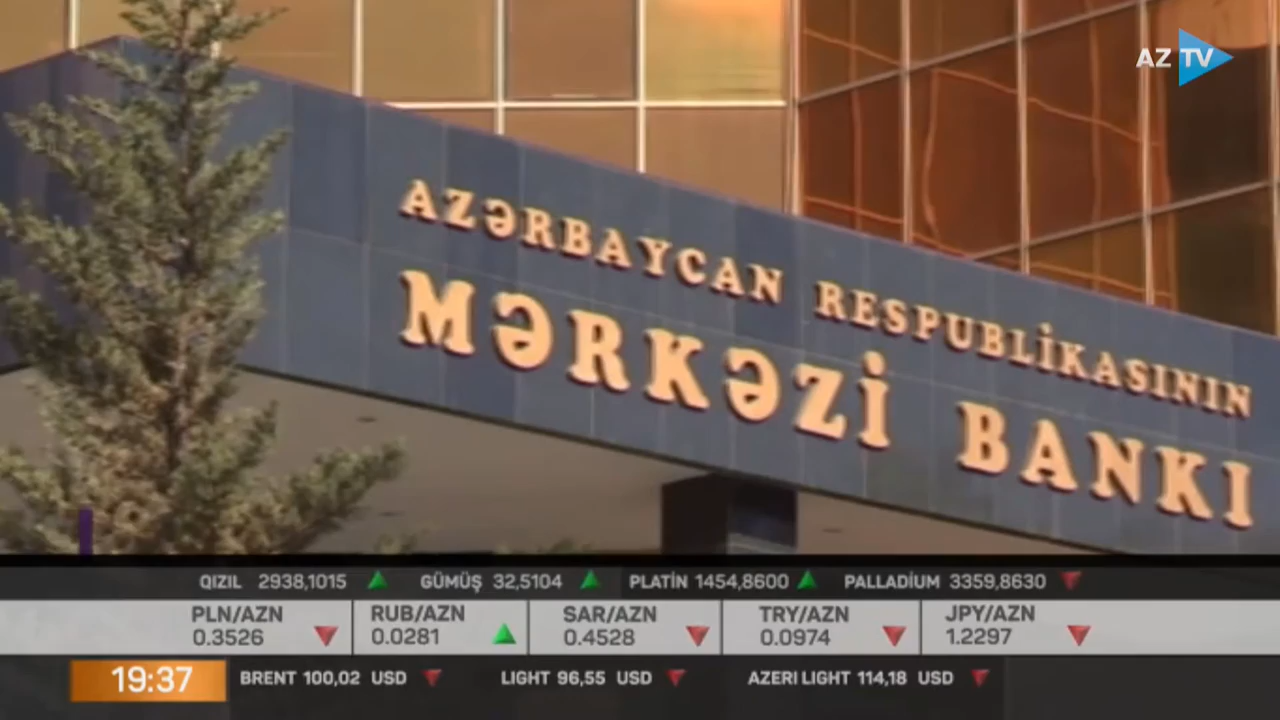 AZ TV
AZƏRBAYCAN RESPUBLİKASININ
MƏRKƏZİ BANKI
QIZIL 2938,1015 GÜMÜŞ 32,5104 PLATİN 1454,8600 PALLADİUM 3359,8630
PLN/AZN RUB/AZN SAR/AZN TRY/AZN JPY/AZN
0.3526 0.0281 0.4528 0.0974 1.2297
19:37 BRENT 100,02 USD LIGHT 96,55 USD AZERI LIGHT 114,18 USD